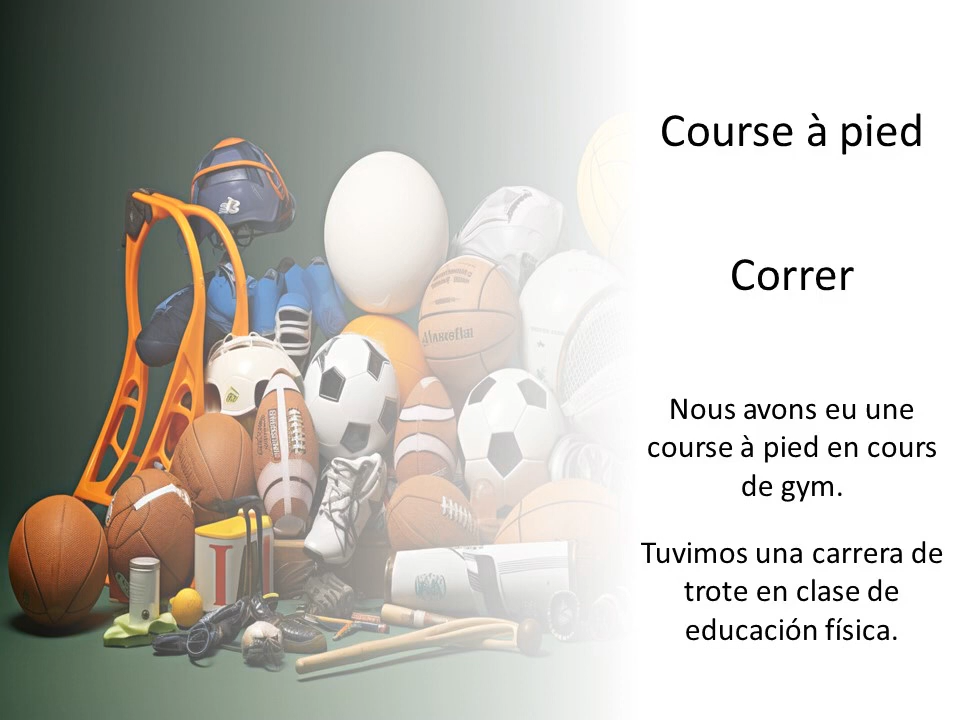 Course à pied
Correr
Nous avons eu une
course à pied en cours
de gym.
Tuvimos una carrera de
trote en clase de
educación física.